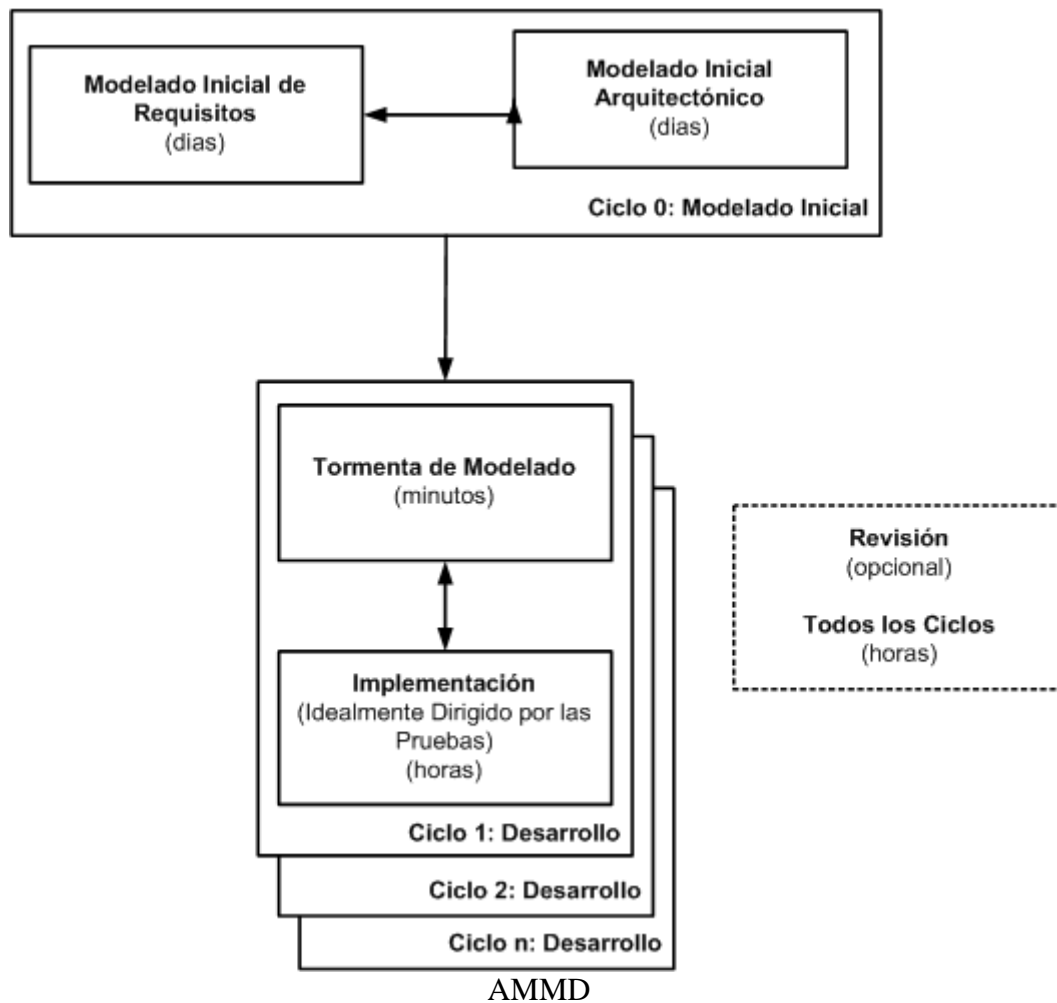 Modelado Inicial de
Requisitos
(dias)
Modelado Inicial
Arquitectónico
(dias)
Ciclo 0: Modelado Inicial
Tormenta de Modelado
(minutos)
Implementación
(Idealmente Dirigido por las
Pruebas)
(horas)
Ciclo 1: Desarrollo
Ciclo 2: Desarrollo
Ciclo n: Desarrollo
Revisión
(opcional)
Todos los Ciclos
(horas)
AMMD